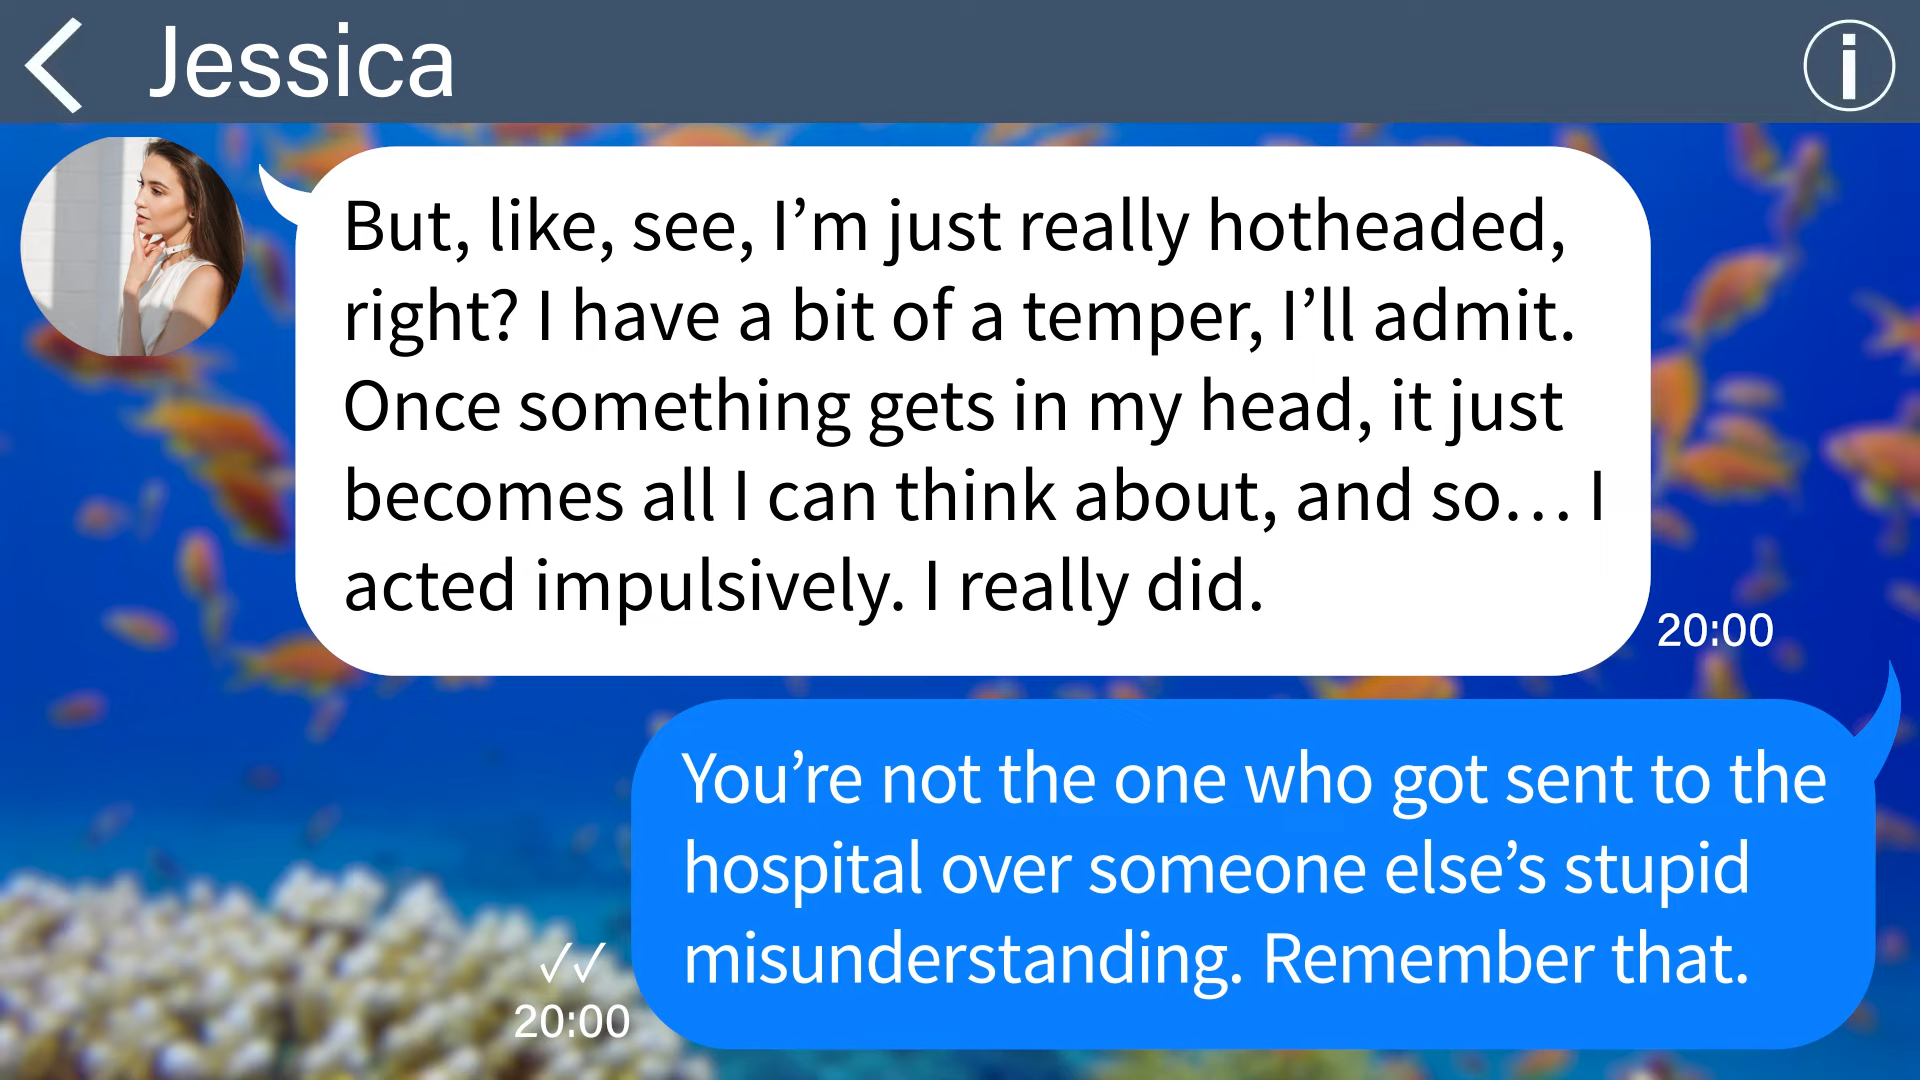 Jessica
But, like, see, I’m just really hotheaded,
right? I have a bit of a temper, I’ll admit.
Once something gets in my head, it just
becomes all I can think about, and so… I
acted impulsively. I really did.
20:00
You’re not the one who got sent to the
hospital over someone else’s stupid
misunderstanding. Remember that.
20:00